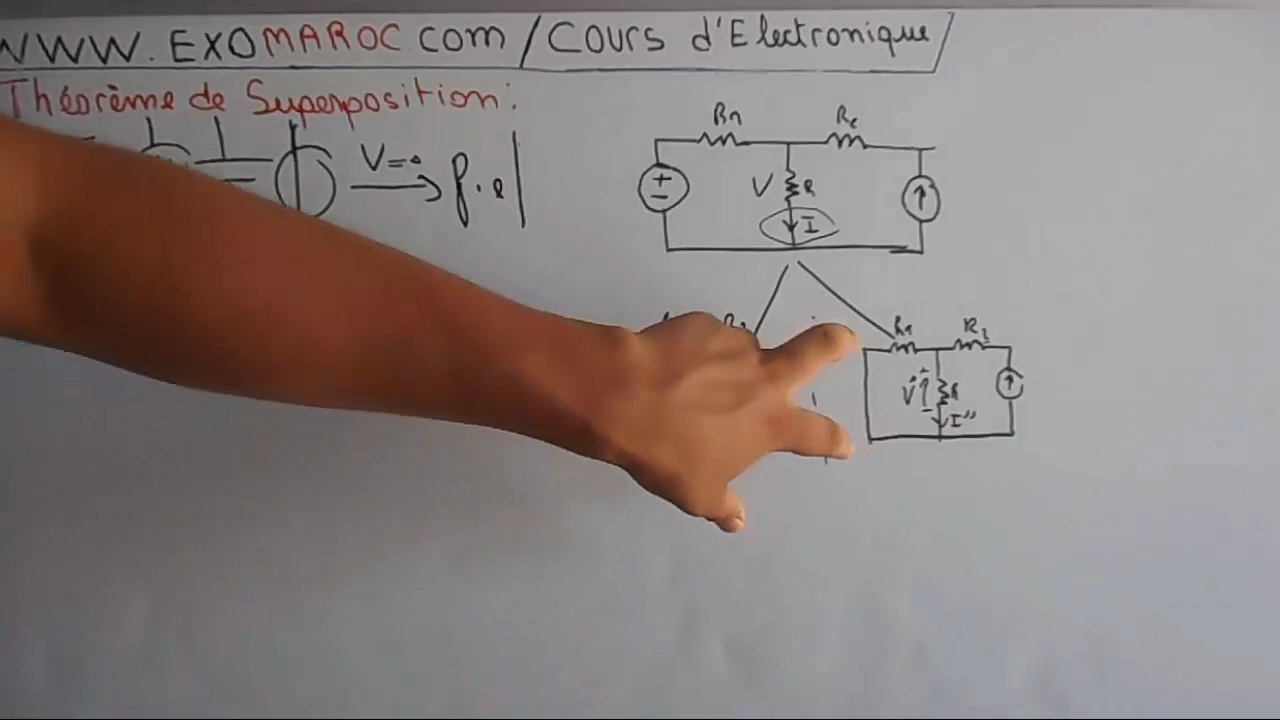 WWW.EXOMAROC.com/Cours d'Electronique/
Théorème de Superposition:
V=0
f.e
R1
R2
+
-
V
R
I
R1
R2
V"
+
-
R
I"